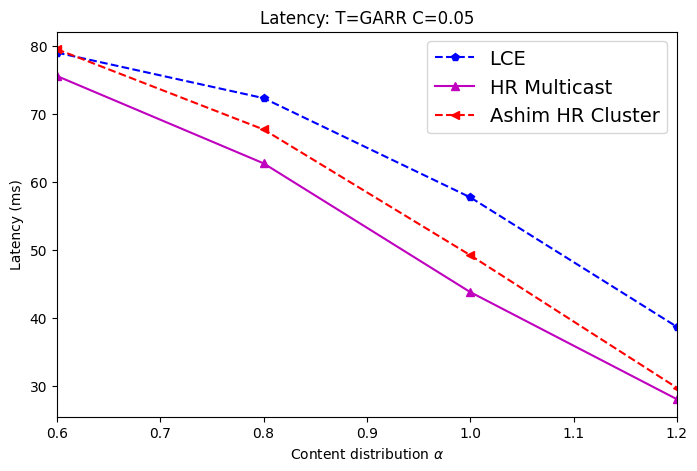 Latency: T=GARR C=0.05
LCE
HR Multicast
Ashim HR Cluster
Latency (ms)
80
70
60
50
40
30
0.6 0.7 0.8 0.9 1.0 1.1 1.2
Content distribution α